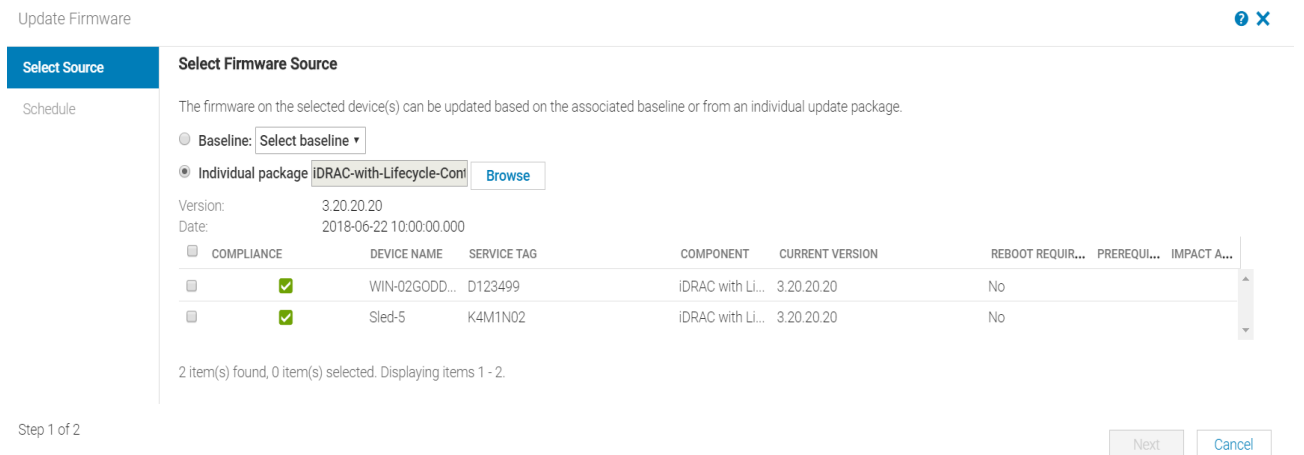 Update Firmware
Select Source
Schedule
Select Firmware Source
The firmware on the selected device(s) can be updated based on the associated baseline or from an individual update package.
Baseline: Select baseline
Individual package iDRAC-with-Lifecycle-Cont Browse
Version: 3.20.20.20
Date: 2018-06-22 10:00:00.000
COMPLIANCE DEVICE NAME SERVICE TAG COMPONENT CURRENT VERSION REBOOT REQUIR... PREREQUI... IMPACT A...
WIN-02GODD... D123499 iDRAC with Li... 3.20.20.20 No
Sled-5 K4M1N02 iDRAC with Li... 3.20.20.20 No
2 item(s) found, 0 item(s) selected. Displaying items 1 - 2.
Step 1 of 2
Next Cancel